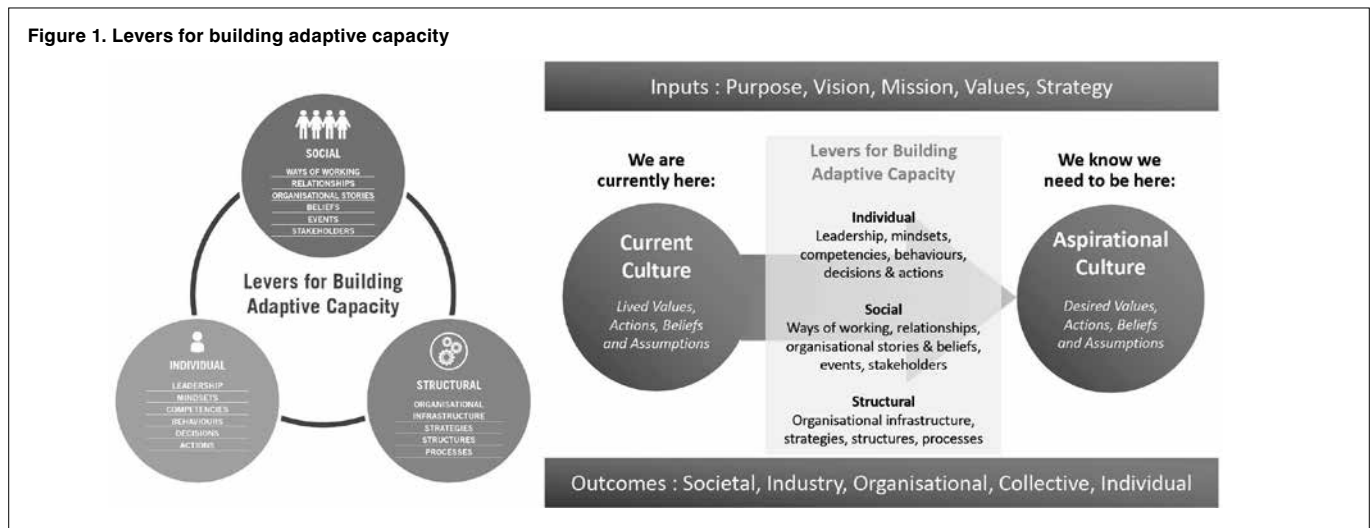 Figure 1. Levers for building adaptive capacity
SOCIAL
WAYS OF WORKING
RELATIONSHIPS
ORGANISATIONAL STORIES
BELIEFS
EVENTS
STAKEHOLDERS
Levers for Building
Adaptive Capacity
INDIVIDUAL
LEADERSHIP
MINDSETS
COMPETENCIES
BEHAVIOURS
DECISIONS
ACTIONS
STRUCTURAL
ORGANISATIONAL
INFRASTRUCTURE
STRATEGIES
STRUCTURES
PROCESSES
Inputs : Purpose, Vision, Mission, Values, Strategy
We are
currently here:
Current
Culture
Lived Values,
Actions, Beliefs
and Assumptions
Levers for Building
Adaptive Capacity
Individual
Leadership, mindsets,
competencies, behaviours,
decisions & actions
Social
Ways of working, relationships,
organisational stories & beliefs,
events, stakeholders
Structural
Organisational infrastructure,
strategies, structures, processes
We know we
need to be here:
Aspirational
Culture
Desired Values,
Actions, Beliefs
and Assumptions
Outcomes : Societal, Industry, Organisational, Collective, Individual